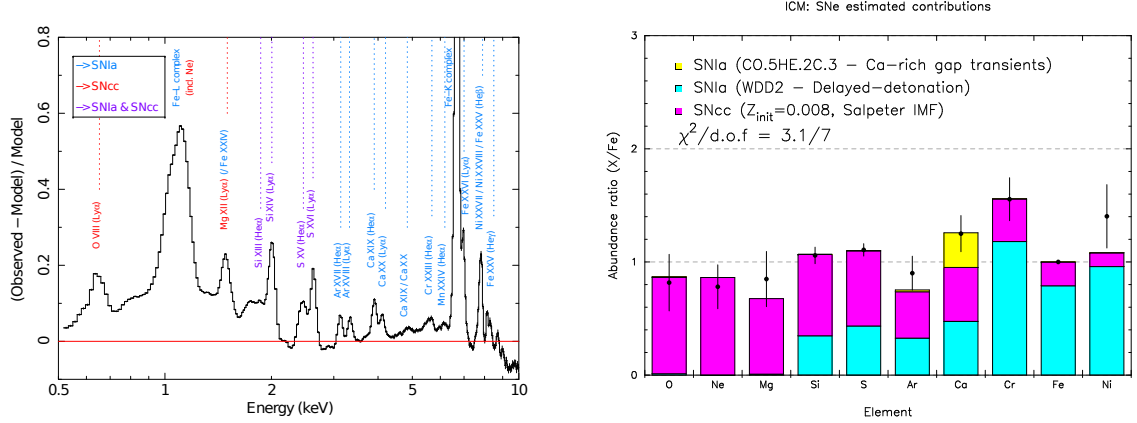 (Observed − Model) / Model
0.8
0.6
0.4
0.2
0
0.5
1
2
5
10
Energy (keV)
−>SNIa
−>SNcc
−>SNIa & SNcc
O VIII (Lyα)
Fe−L complex
(incl. Ne)
Mg XII (Lyα) (/ Fe XXIV)
Si XIII (Heα)
Si XIV (Lyα)
S XV (Heα)
S XVI (Lyα)
Ar XVII (Heα)
Ar XVIII (Lyα)
Ca XIX (Heα)
Ca XX (Lyα)
Ca XIX / Ca XX
Cr XXIII (Heα)
Mn XXIV (Heα)
Fe−K complex
Fe XXVI (Lyα)
Ni XXVII / Ni XXVIII / Fe XXV (Heβ)
Fe XXV (Heγ)
ICM: SNe estimated contributions
Abundance ratio (X/Fe)
3
2
1
0
SNIa (CO.5HE.2C.3 − Ca−rich gap transients)
SNIa (WDD2 − Delayed−detonation)
SNcc (Zinit=0.008, Salpeter IMF)
χ2/d.o.f = 3.1/7
O
Ne
Mg
Si
S
Ar
Ca
Cr
Fe
Ni
Element